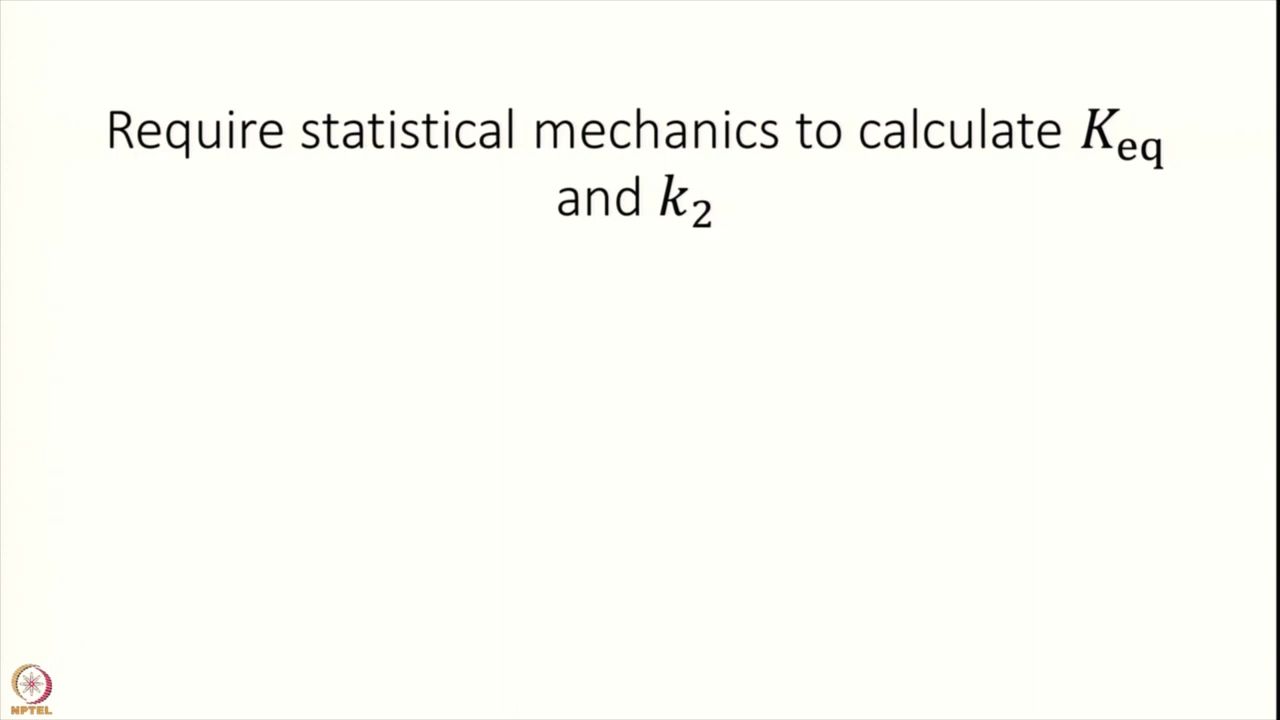 Require statistical mechanics to calculate K_eq
and k_2
NPTEL